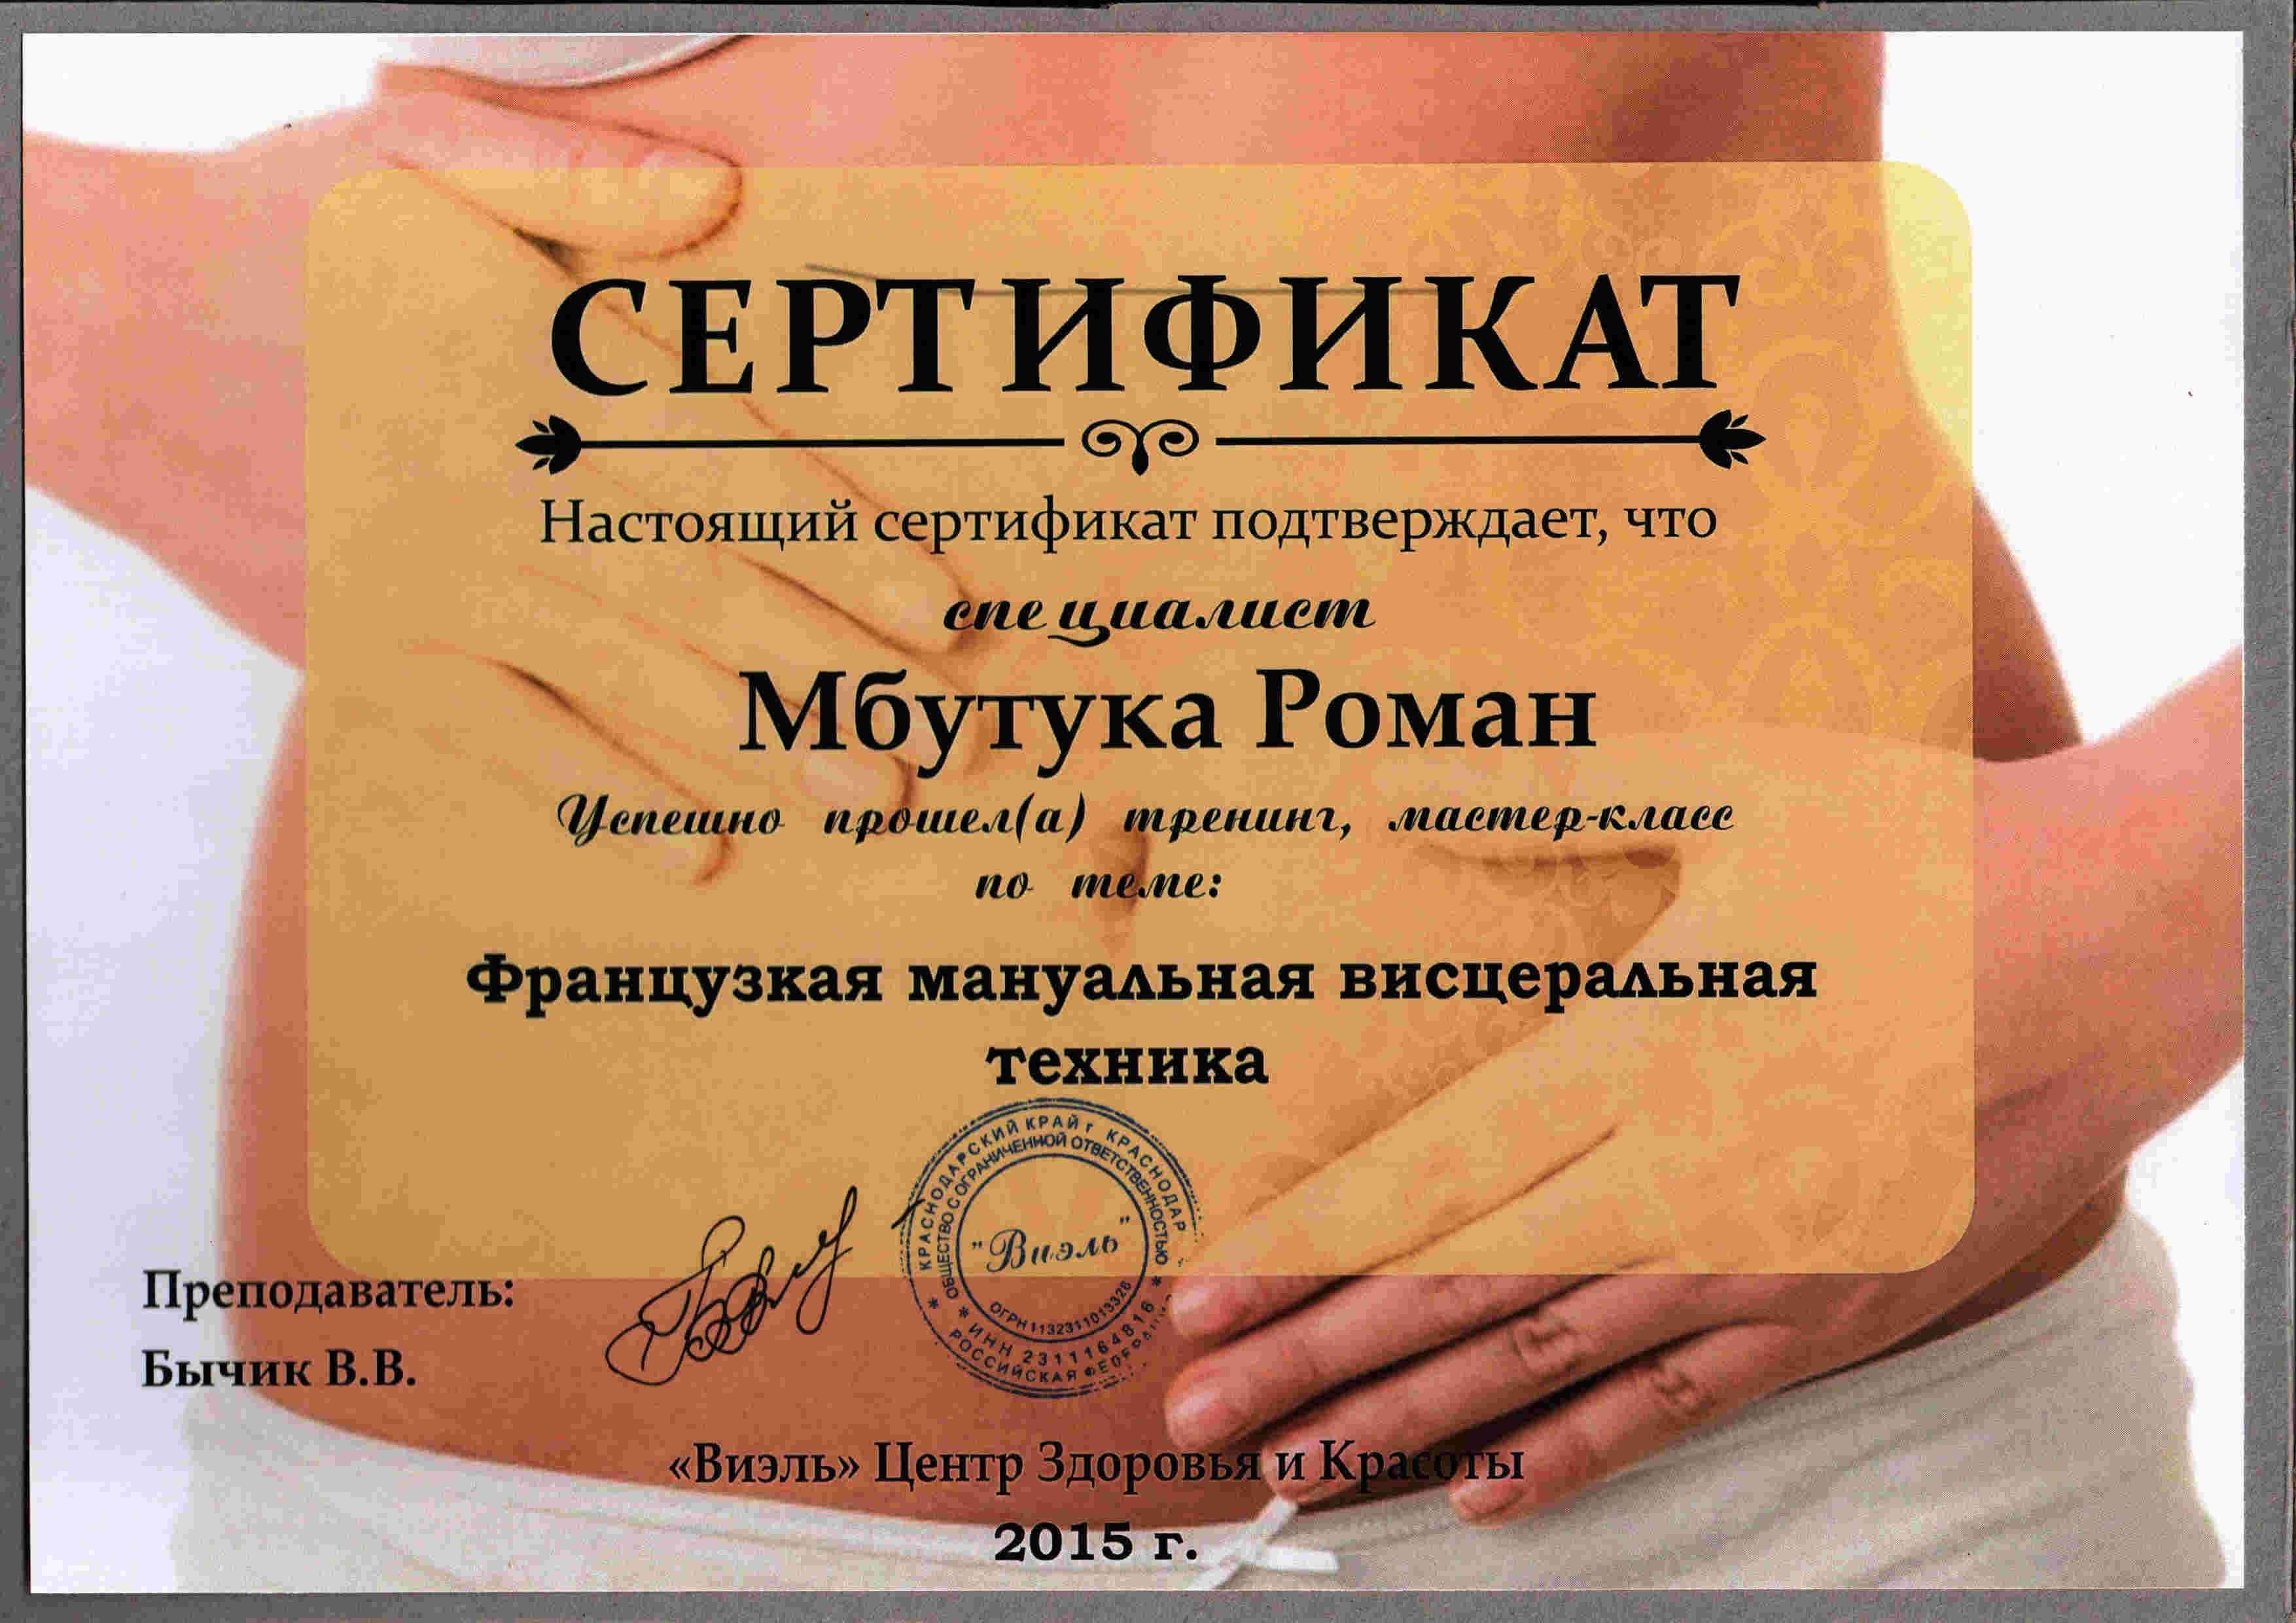 СЕРТИФИКАТ
Настоящий сертификат подтверждает, что
специалист
Мбутука Роман
Успешно прошел(а) тренинг, мастер-класс
по теме:
Французкая мануальная висцеральная
техника
КРАСНОДАРСКИЙ КРАЙ г КРАСНОДАР
ОБЩЕСТВО С ОГРАНИЧЕННОЙ ОТВЕТСТВЕННОСТЬЮ
"Виэль"
ОГРН 1132311013328
ИНН 2311164816
РОССИЙСКАЯ ФЕДЕРАЦИЯ
Преподаватель:
Бычик В.В.
«Виэль» Центр Здоровья и Красоты
2015 г.